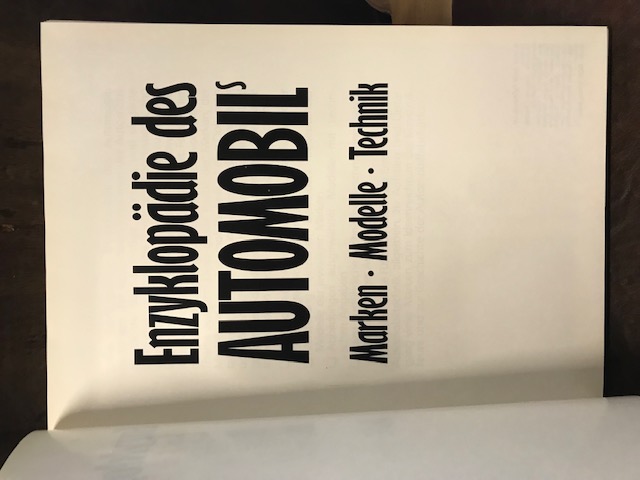 Enzyklopädie des
AUTOMOBILs
Marken · Modelle · Technik